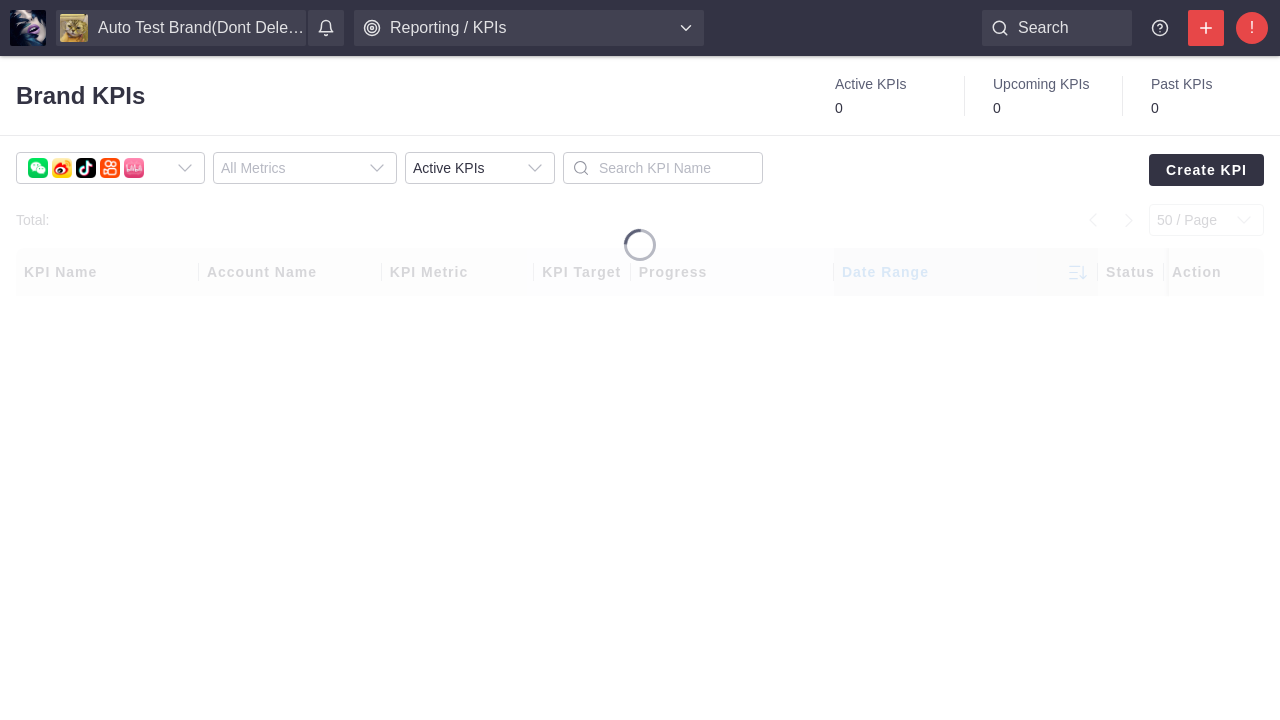 Auto Test Brand(Dont Dele...
Reporting / KPIs
Search
!
Brand KPIs
Active KPIs
0
Upcoming KPIs
0
Past KPIs
0
All Metrics
Active KPIs
Search KPI Name
Create KPI
Total:
50 / Page
KPI Name
Account Name
KPI Metric
KPI Target
Progress
Date Range
Status
Action